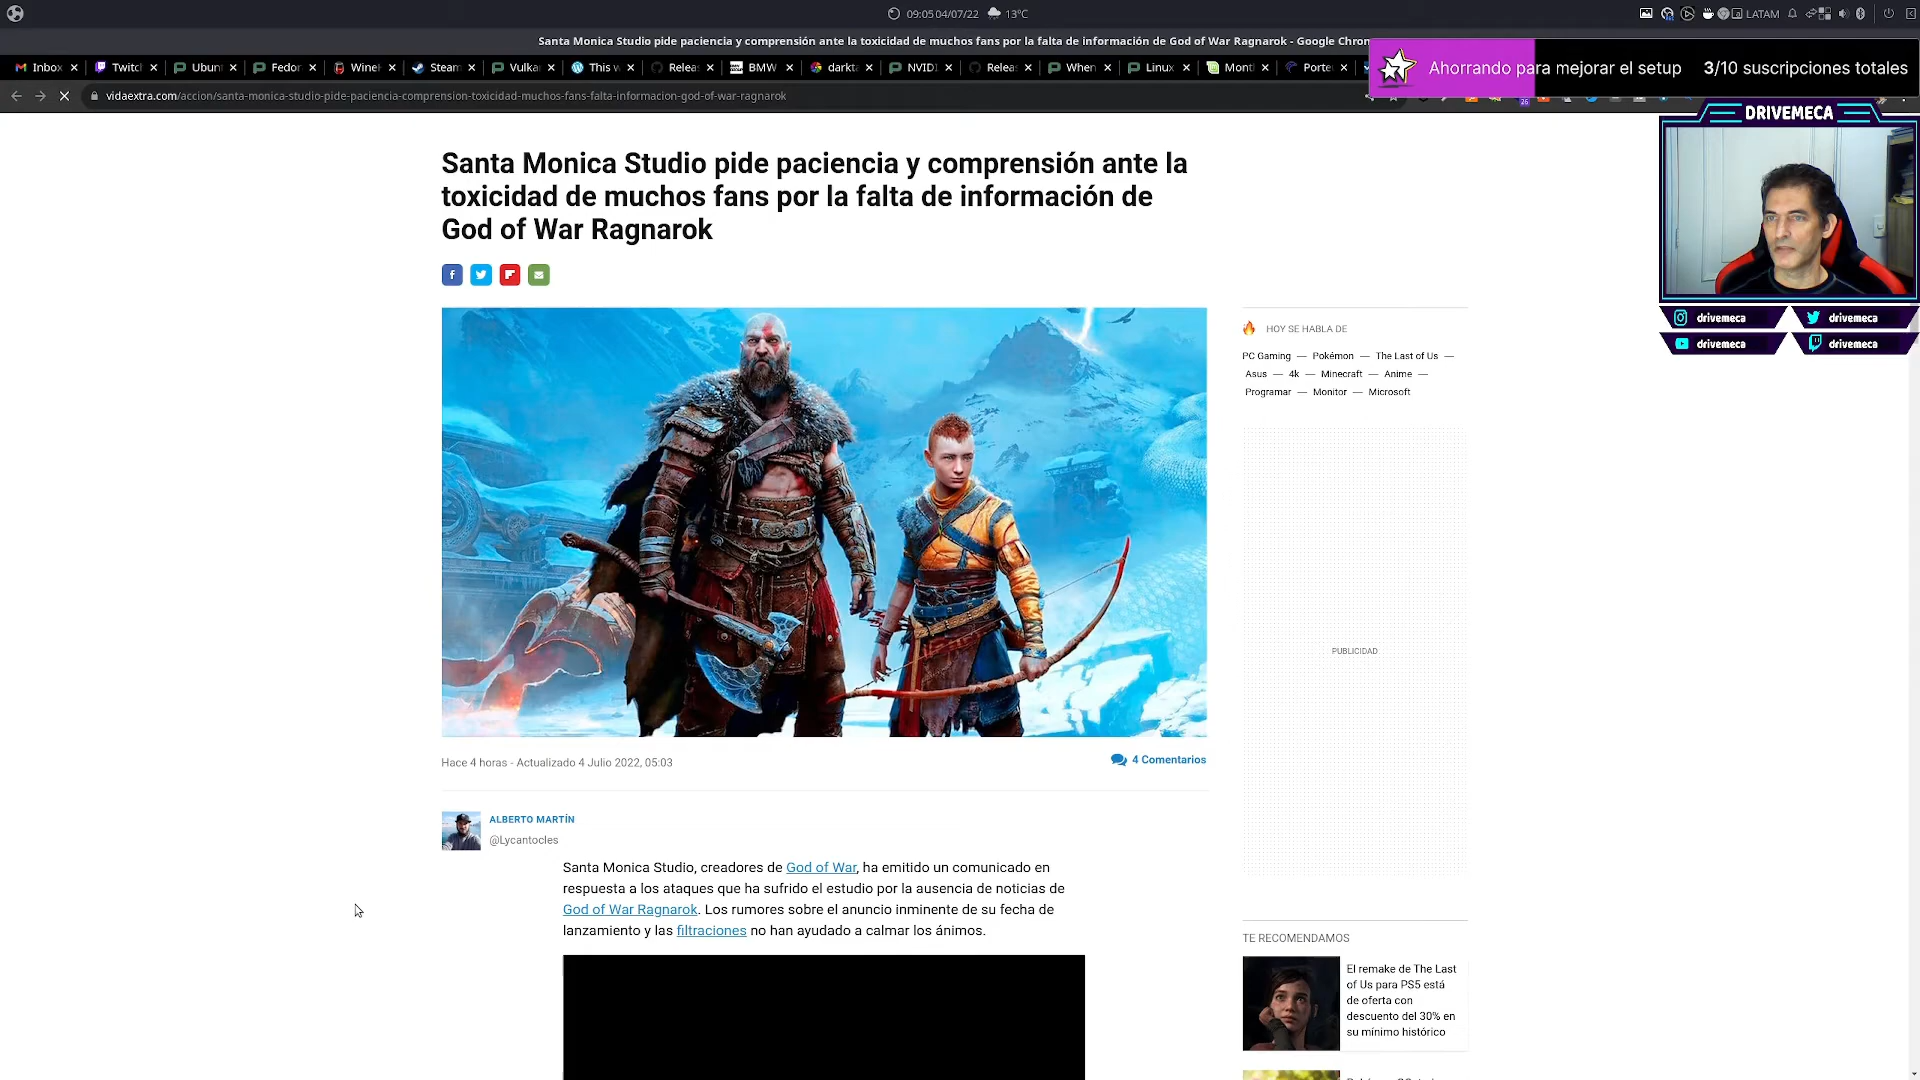 09:05 04/07/22 13°C
LATAM
Santa Monica Studio pide paciencia y comprensión ante la toxicidad de muchos fans por la falta de información de God of War Ragnarok - Google Chron
Inbox
Twitch
Ubun
Fedor
Wine
Steam
Vulka
This w
Relea
BMW
darkt
NVIDI
Relea
When
Linux
Mont
Porte
Ahorrando para mejorar el setup 3/10 suscripciones totales
vidaextra.com/accion/santa-monica-studio-pide-paciencia-comprension-toxicidad-muchos-fans-falta-informacion-god-of-war-ragnarok
26
DRIVEMECA
drivemeca drivemeca
drivemeca drivemeca
Santa Monica Studio pide paciencia y comprensión ante la
toxicidad de muchos fans por la falta de información de
God of War Ragnarok
HOY SE HABLA DE
PC Gaming — Pokémon — The Last of Us —
Asus — 4k — Minecraft — Anime —
Programar — Monitor — Microsoft
PUBLICIDAD
Hace 4 horas - Actualizado 4 Julio 2022, 05:03
4 Comentarios
ALBERTO MARTÍN
@Lycantocles
Santa Monica Studio, creadores de God of War, ha emitido un comunicado en
respuesta a los ataques que ha sufrido el estudio por la ausencia de noticias de
God of War Ragnarok. Los rumores sobre el anuncio inminente de su fecha de
lanzamiento y las filtraciones no han ayudado a calmar los ánimos.
TE RECOMENDAMOS
El remake de The Last
of Us para PS5 está
de oferta con
descuento del 30% en
su mínimo histórico